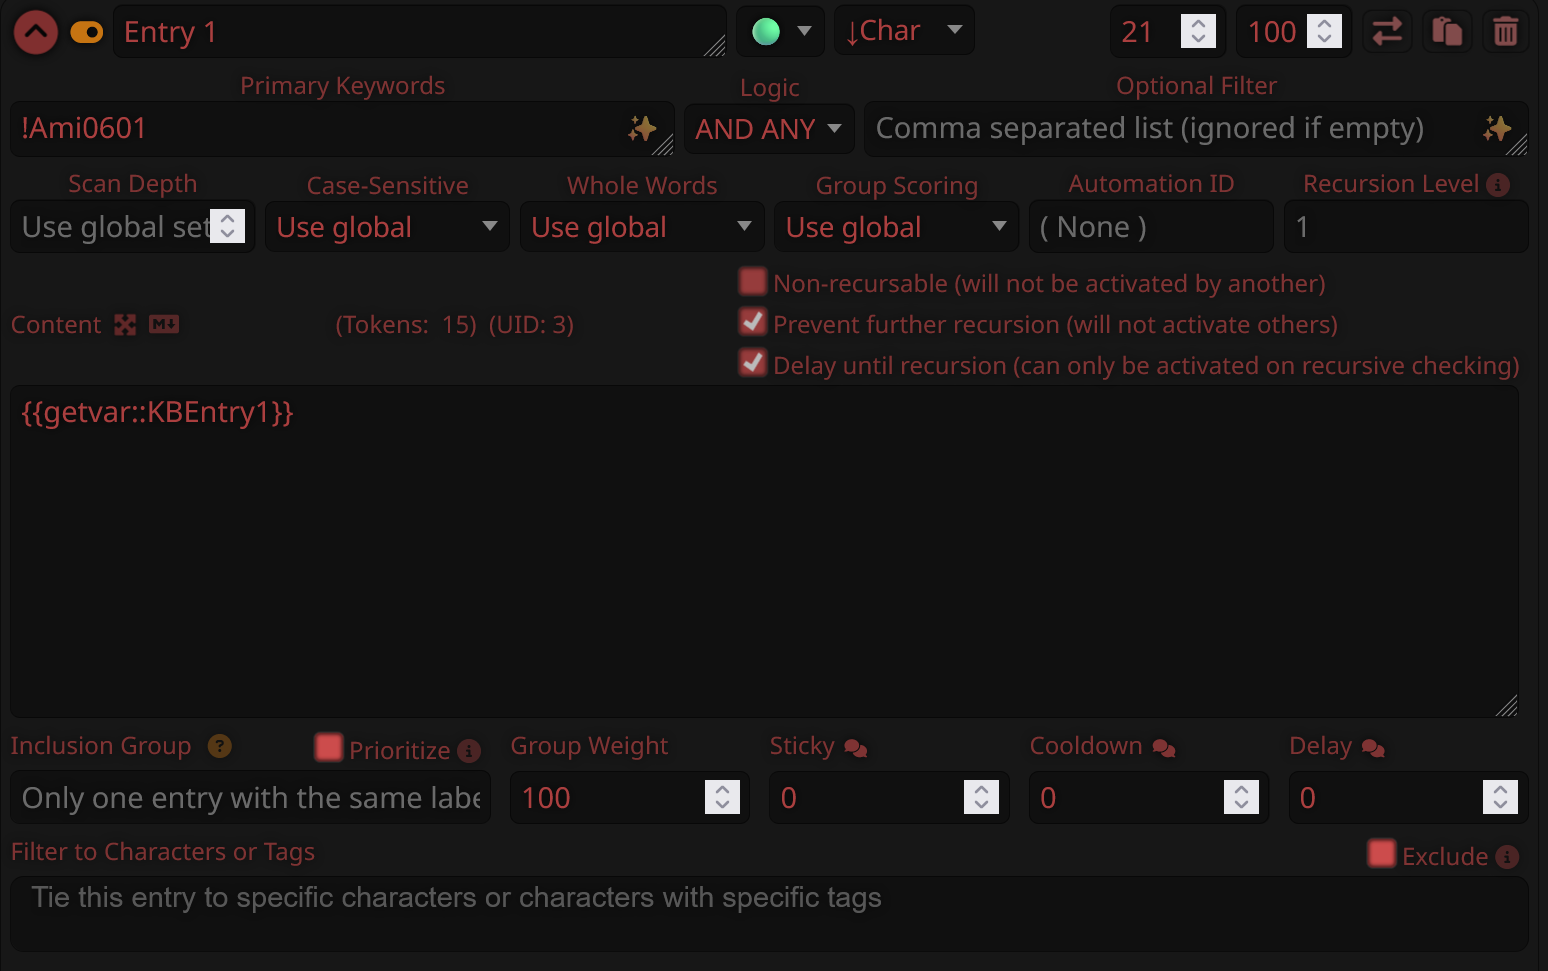 Entry 1
↓Char
21
100
Primary Keywords
Logic
Optional Filter
!Ami0601
AND ANY
Comma separated list (ignored if empty)
Scan Depth
Case-Sensitive
Whole Words
Group Scoring
Automation ID
Recursion Level
Use global set
Use global
Use global
Use global
( None )
1
Non-recursable (will not be activated by another)
Content
(Tokens: 15) (UID: 3)
Prevent further recursion (will not activate others)
Delay until recursion (can only be activated on recursive checking)
{{getvar::KBEntry1}}
Inclusion Group
Prioritize
Group Weight
Sticky
Cooldown
Delay
Only one entry with the same labe
100
0
0
0
Filter to Characters or Tags
Exclude
Tie this entry to specific characters or characters with specific tags